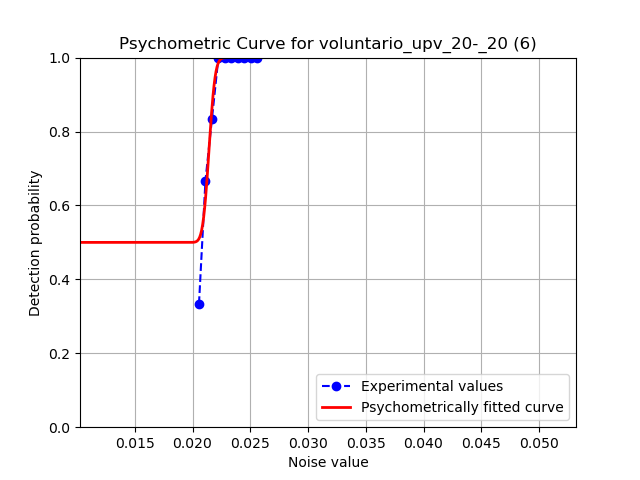 Psychometric Curve for voluntario_upv_20-_20 (6)
1.0
0.8
0.6
0.4
0.2
0.0
Detection probability
Experimental values
Psychometrically fitted curve
0.015 0.020 0.025 0.030 0.035 0.040 0.045 0.050
Noise value